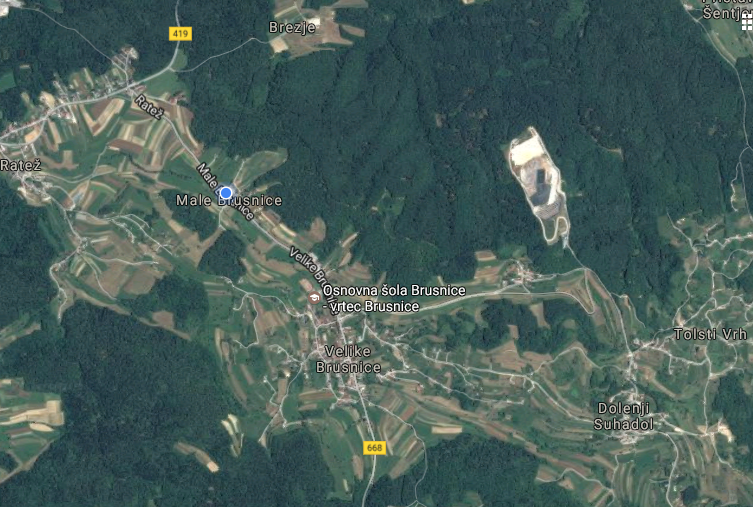 Šentje
Brezje
419
Ratež
Ratež
Male Brusnice
Male Brusnice
Velike Br
Osnovna šola Brusnice
- vrtec Brusnice
Tolsti Vrh
Velike
Brusnice
Dolenji
Suhadol
668